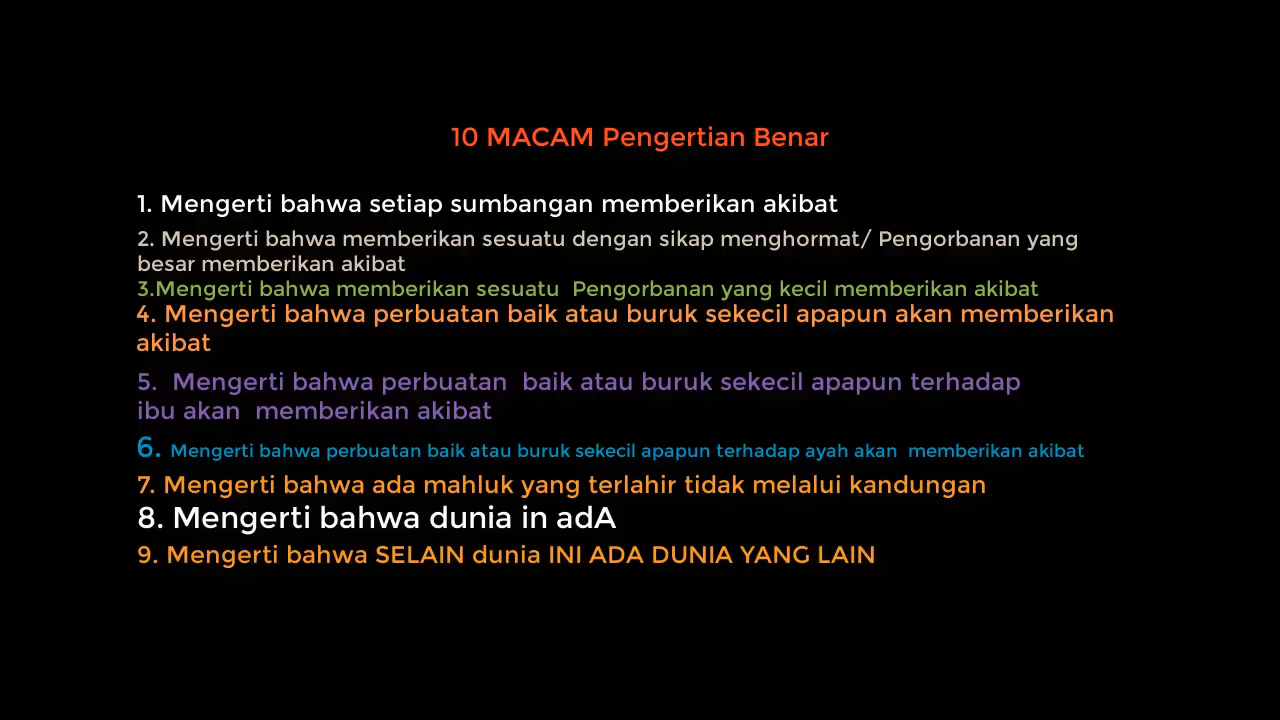 10 MACAM Pengertian Benar
1. Mengerti bahwa setiap sumbangan memberikan akibat
2. Mengerti bahwa memberikan sesuatu dengan sikap menghormat/ Pengorbanan yang
besar memberikan akibat
3.Mengerti bahwa memberikan sesuatu  Pengorbanan yang kecil memberikan akibat
4. Mengerti bahwa perbuatan baik atau buruk sekecil apapun akan memberikan
akibat
5.  Mengerti bahwa perbuatan  baik atau buruk sekecil apapun terhadap
ibu akan  memberikan akibat
6. Mengerti bahwa perbuatan baik atau buruk sekecil apapun terhadap ayah akan  memberikan akibat
7. Mengerti bahwa ada mahluk yang terlahir tidak melalui kandungan
8. Mengerti bahwa dunia in adA
9. Mengerti bahwa SELAIN dunia INI ADA DUNIA YANG LAIN